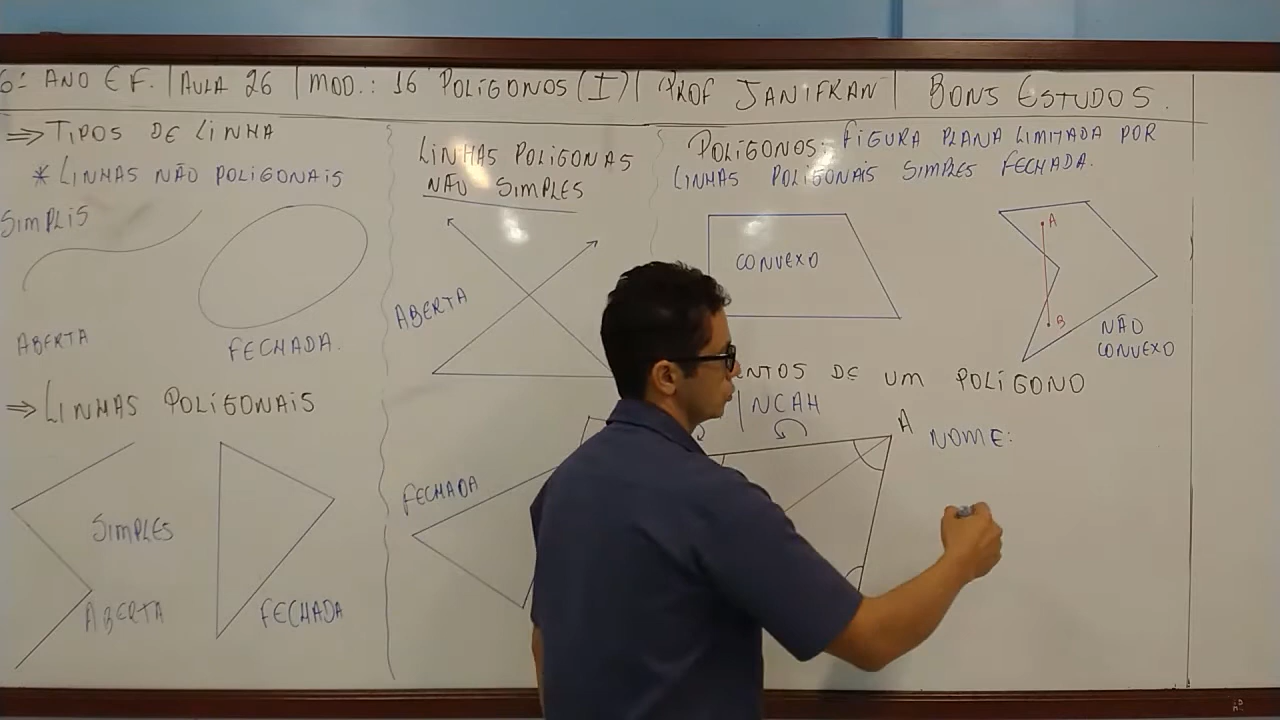 6º ANO E F. | AULA 26 | MOD.: 16 POLÍGONOS (I) | PROF JANIFRAN | BONS ESTUDOS.
⇒ TIPOS DE LINHA
* LINHAS NÃO POLIGONAIS
SIMPLIS
ABERTA
FECHADA.
⇒ LINHAS POLIGONAIS
SIMPLES
ABERTA
FECHADA
LINHAS POLIGONAS
NÃO SIMPLES
ABERTA
FECHADA
POLÍGONOS: FIGURA PLANA LIMITADA POR
LINHAS POLIGONAIS SIMPLES FECHADA.
CONVEXO
A
B
NÃO
CONVEXO
NTOS DE UM POLÍGONO
NCAH
A
NOME: